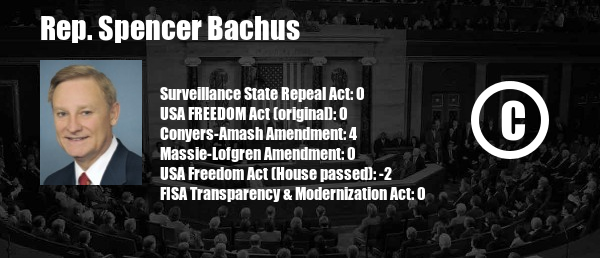 Rep. Spencer Bachus
Surveillance State Repeal Act: 0
USA FREEDOM Act (original): 0
Conyers-Amash Amendment: 4
Massie-Lofgren Amendment: 0
USA Freedom Act (House passed): -2
FISA Transparency & Modernization Act: 0
C